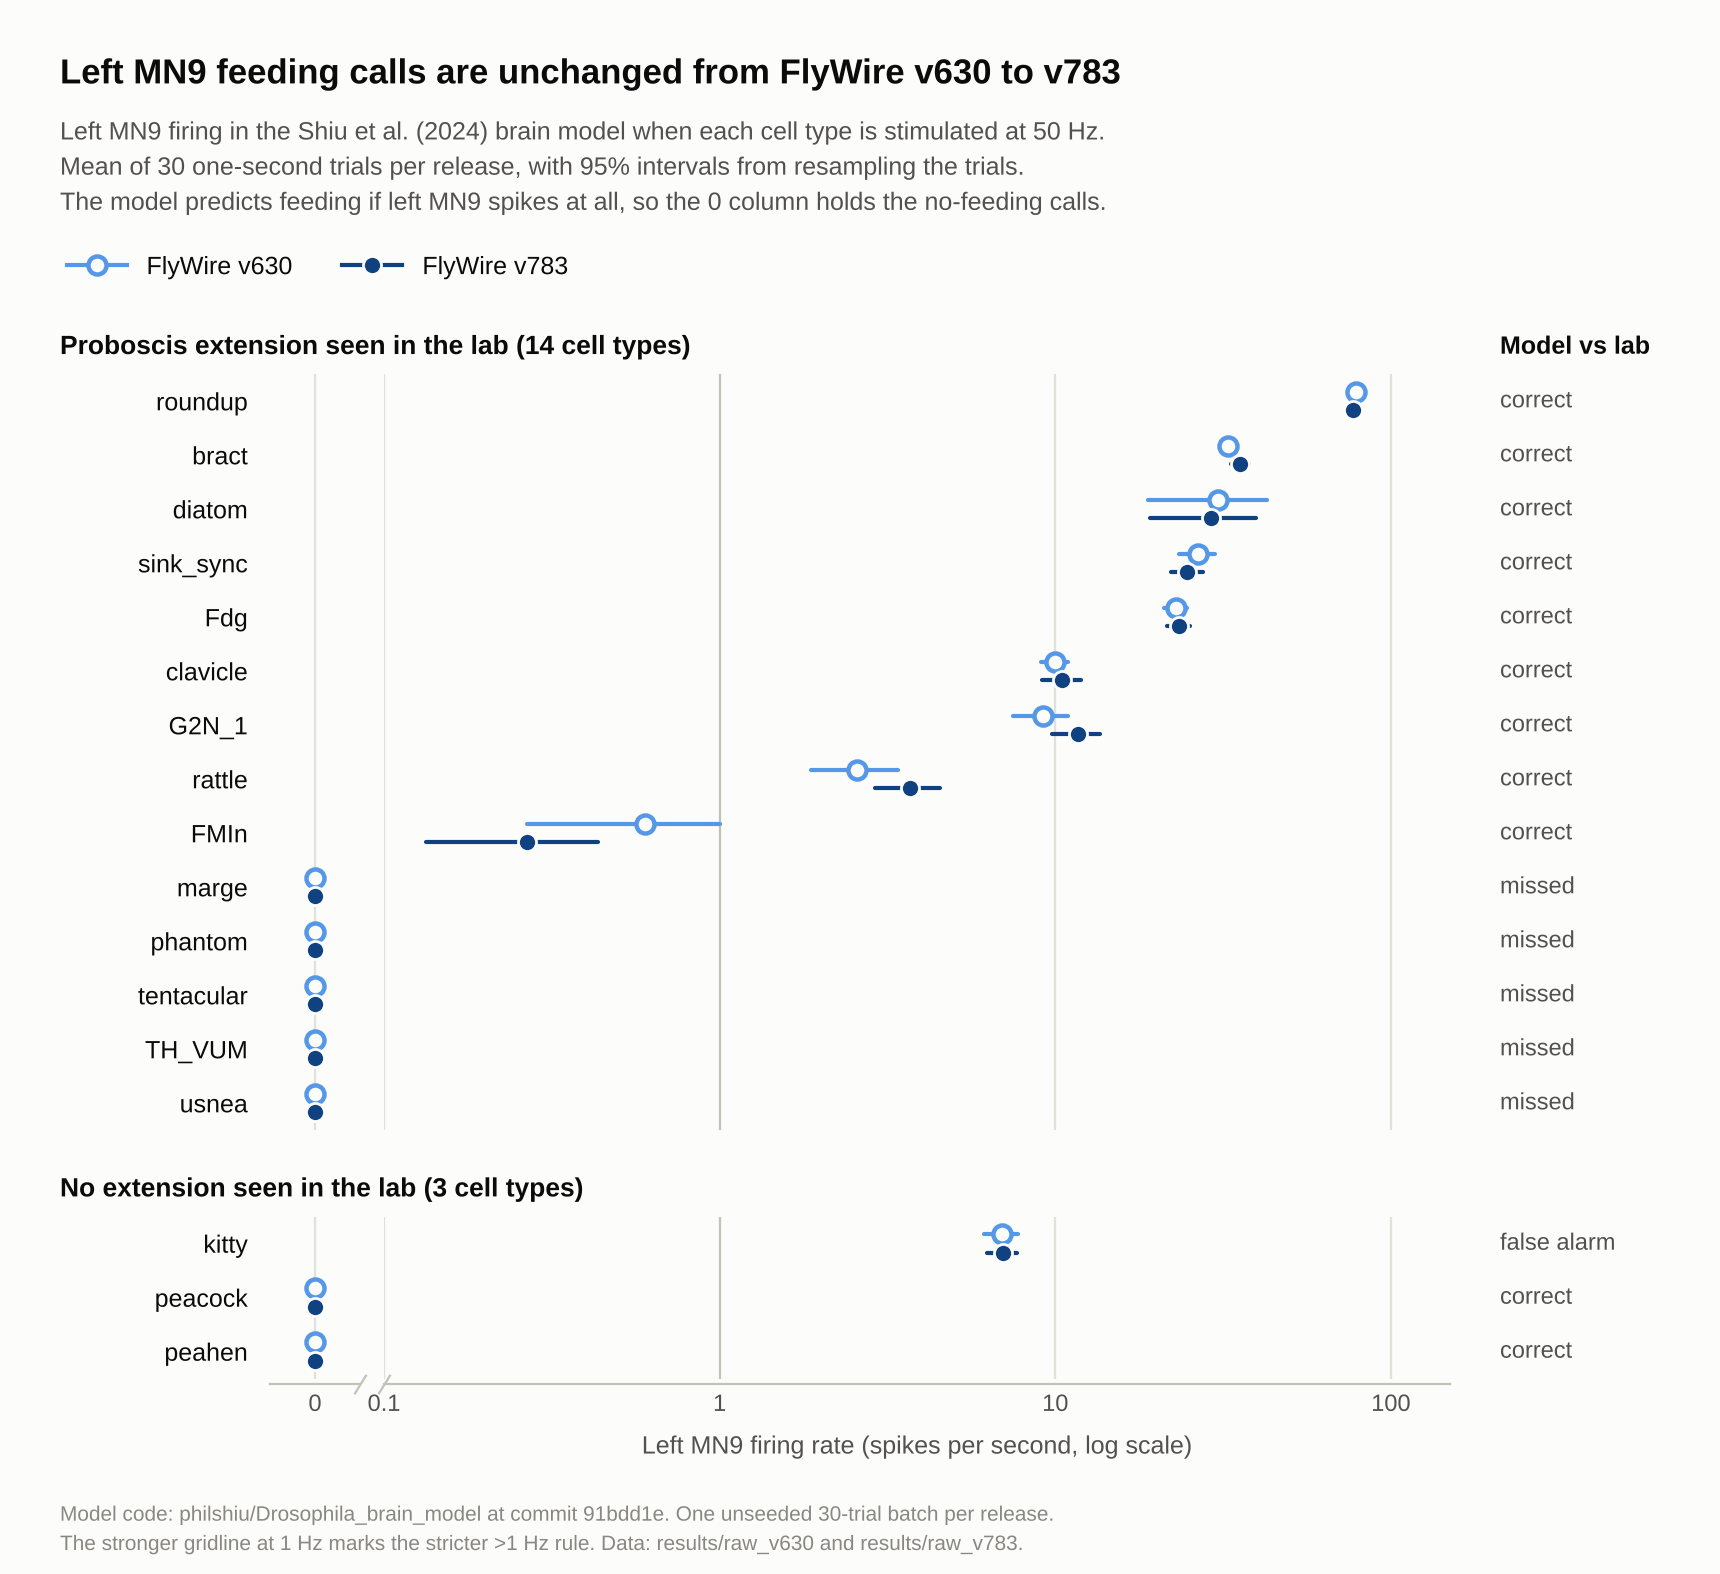 Left MN9 feeding calls are unchanged from FlyWire v630 to v783
Left MN9 firing in the Shiu et al. (2024) brain model when each cell type is stimulated at 50 Hz.
Mean of 30 one-second trials per release, with 95% intervals from resampling the trials.
The model predicts feeding if left MN9 spikes at all, so the 0 column holds the no-feeding calls.
FlyWire v630 FlyWire v783
Proboscis extension seen in the lab (14 cell types) Model vs lab
roundup correct
bract correct
diatom correct
sink_sync correct
Fdg correct
clavicle correct
G2N_1 correct
rattle correct
FMIn correct
marge missed
phantom missed
tentacular missed
TH_VUM missed
usnea missed
No extension seen in the lab (3 cell types)
kitty false alarm
peacock correct
peahen correct
0 0.1 1 10 100
Left MN9 firing rate (spikes per second, log scale)
Model code: philshiu/Drosophila_brain_model at commit 91bdd1e. One unseeded 30-trial batch per release.
The stronger gridline at 1 Hz marks the stricter >1 Hz rule. Data: results/raw_v630 and results/raw_v783.